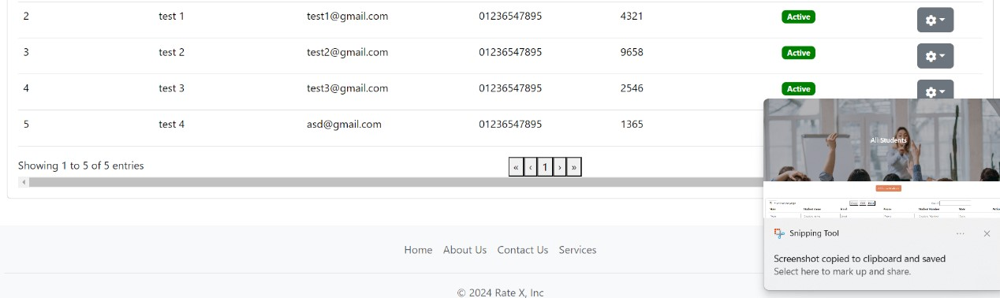 2 test 1 test1@gmail.com 01236547895 4321 Active
3 test 2 test2@gmail.com 01236547895 9658 Active
4 test 3 test3@gmail.com 01236547895 2546 Active
5 test 4 asd@gmail.com 01236547895 1365
All Students
Showing 1 to 5 of 5 entries « ‹ 1 › »
Snipping Tool
Screenshot copied to clipboard and saved
Select here to mark up and share.
Home About Us Contact Us Services
© 2024 Rate X, Inc